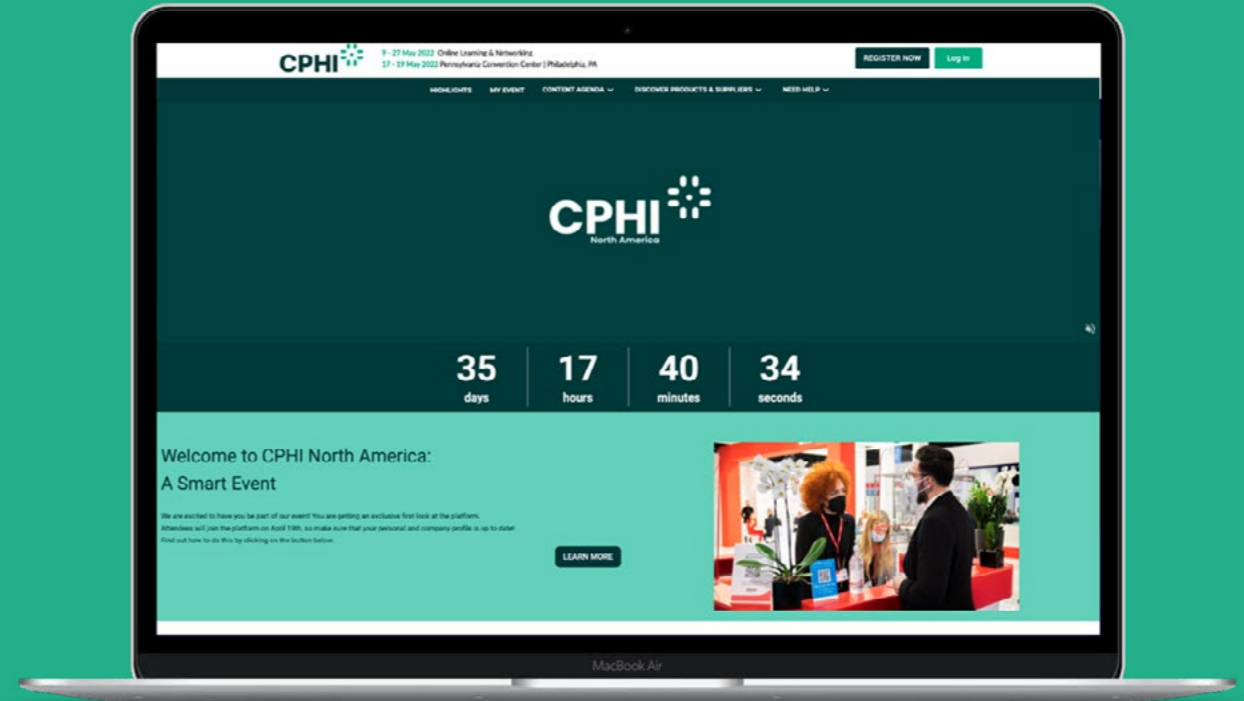 CPHI
9 - 27 May 2022 Online Learning & Networking
17 - 19 May 2022 Pennsylvania Convention Center | Philadelphia, PA
REGISTER NOW
Log in
HIGHLIGHTS MY EVENT CONTENT AGENDA DISCOVER PRODUCTS & SUPPLIERS NEED HELP
CPHI
North America
35 17 40 34
days hours minutes seconds
Welcome to CPHI North America:
A Smart Event
We are excited to have you be part of our event! You are getting an exclusive first look at the platform.
Attendees will join the platform on April 19th, so make sure that your personal and company profile is up to date!
Find out how to do this by clicking on the button below.
LEARN MORE
MacBook Air